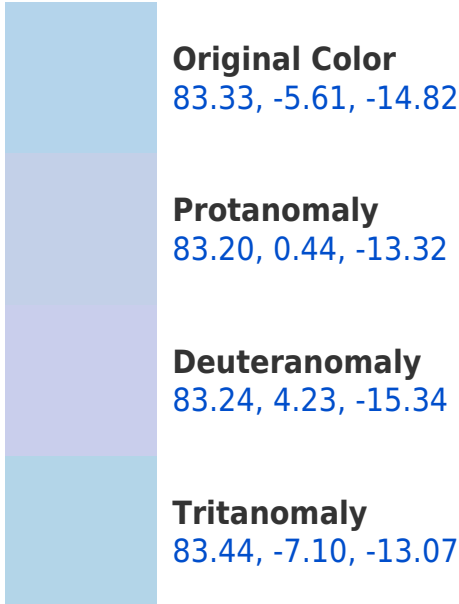 Original Color
83.33, -5.61, -14.82
Protanomaly
83.20, 0.44, -13.32
Deuteranomaly
83.24, 4.23, -15.34
Tritanomaly
83.44, -7.10, -13.07